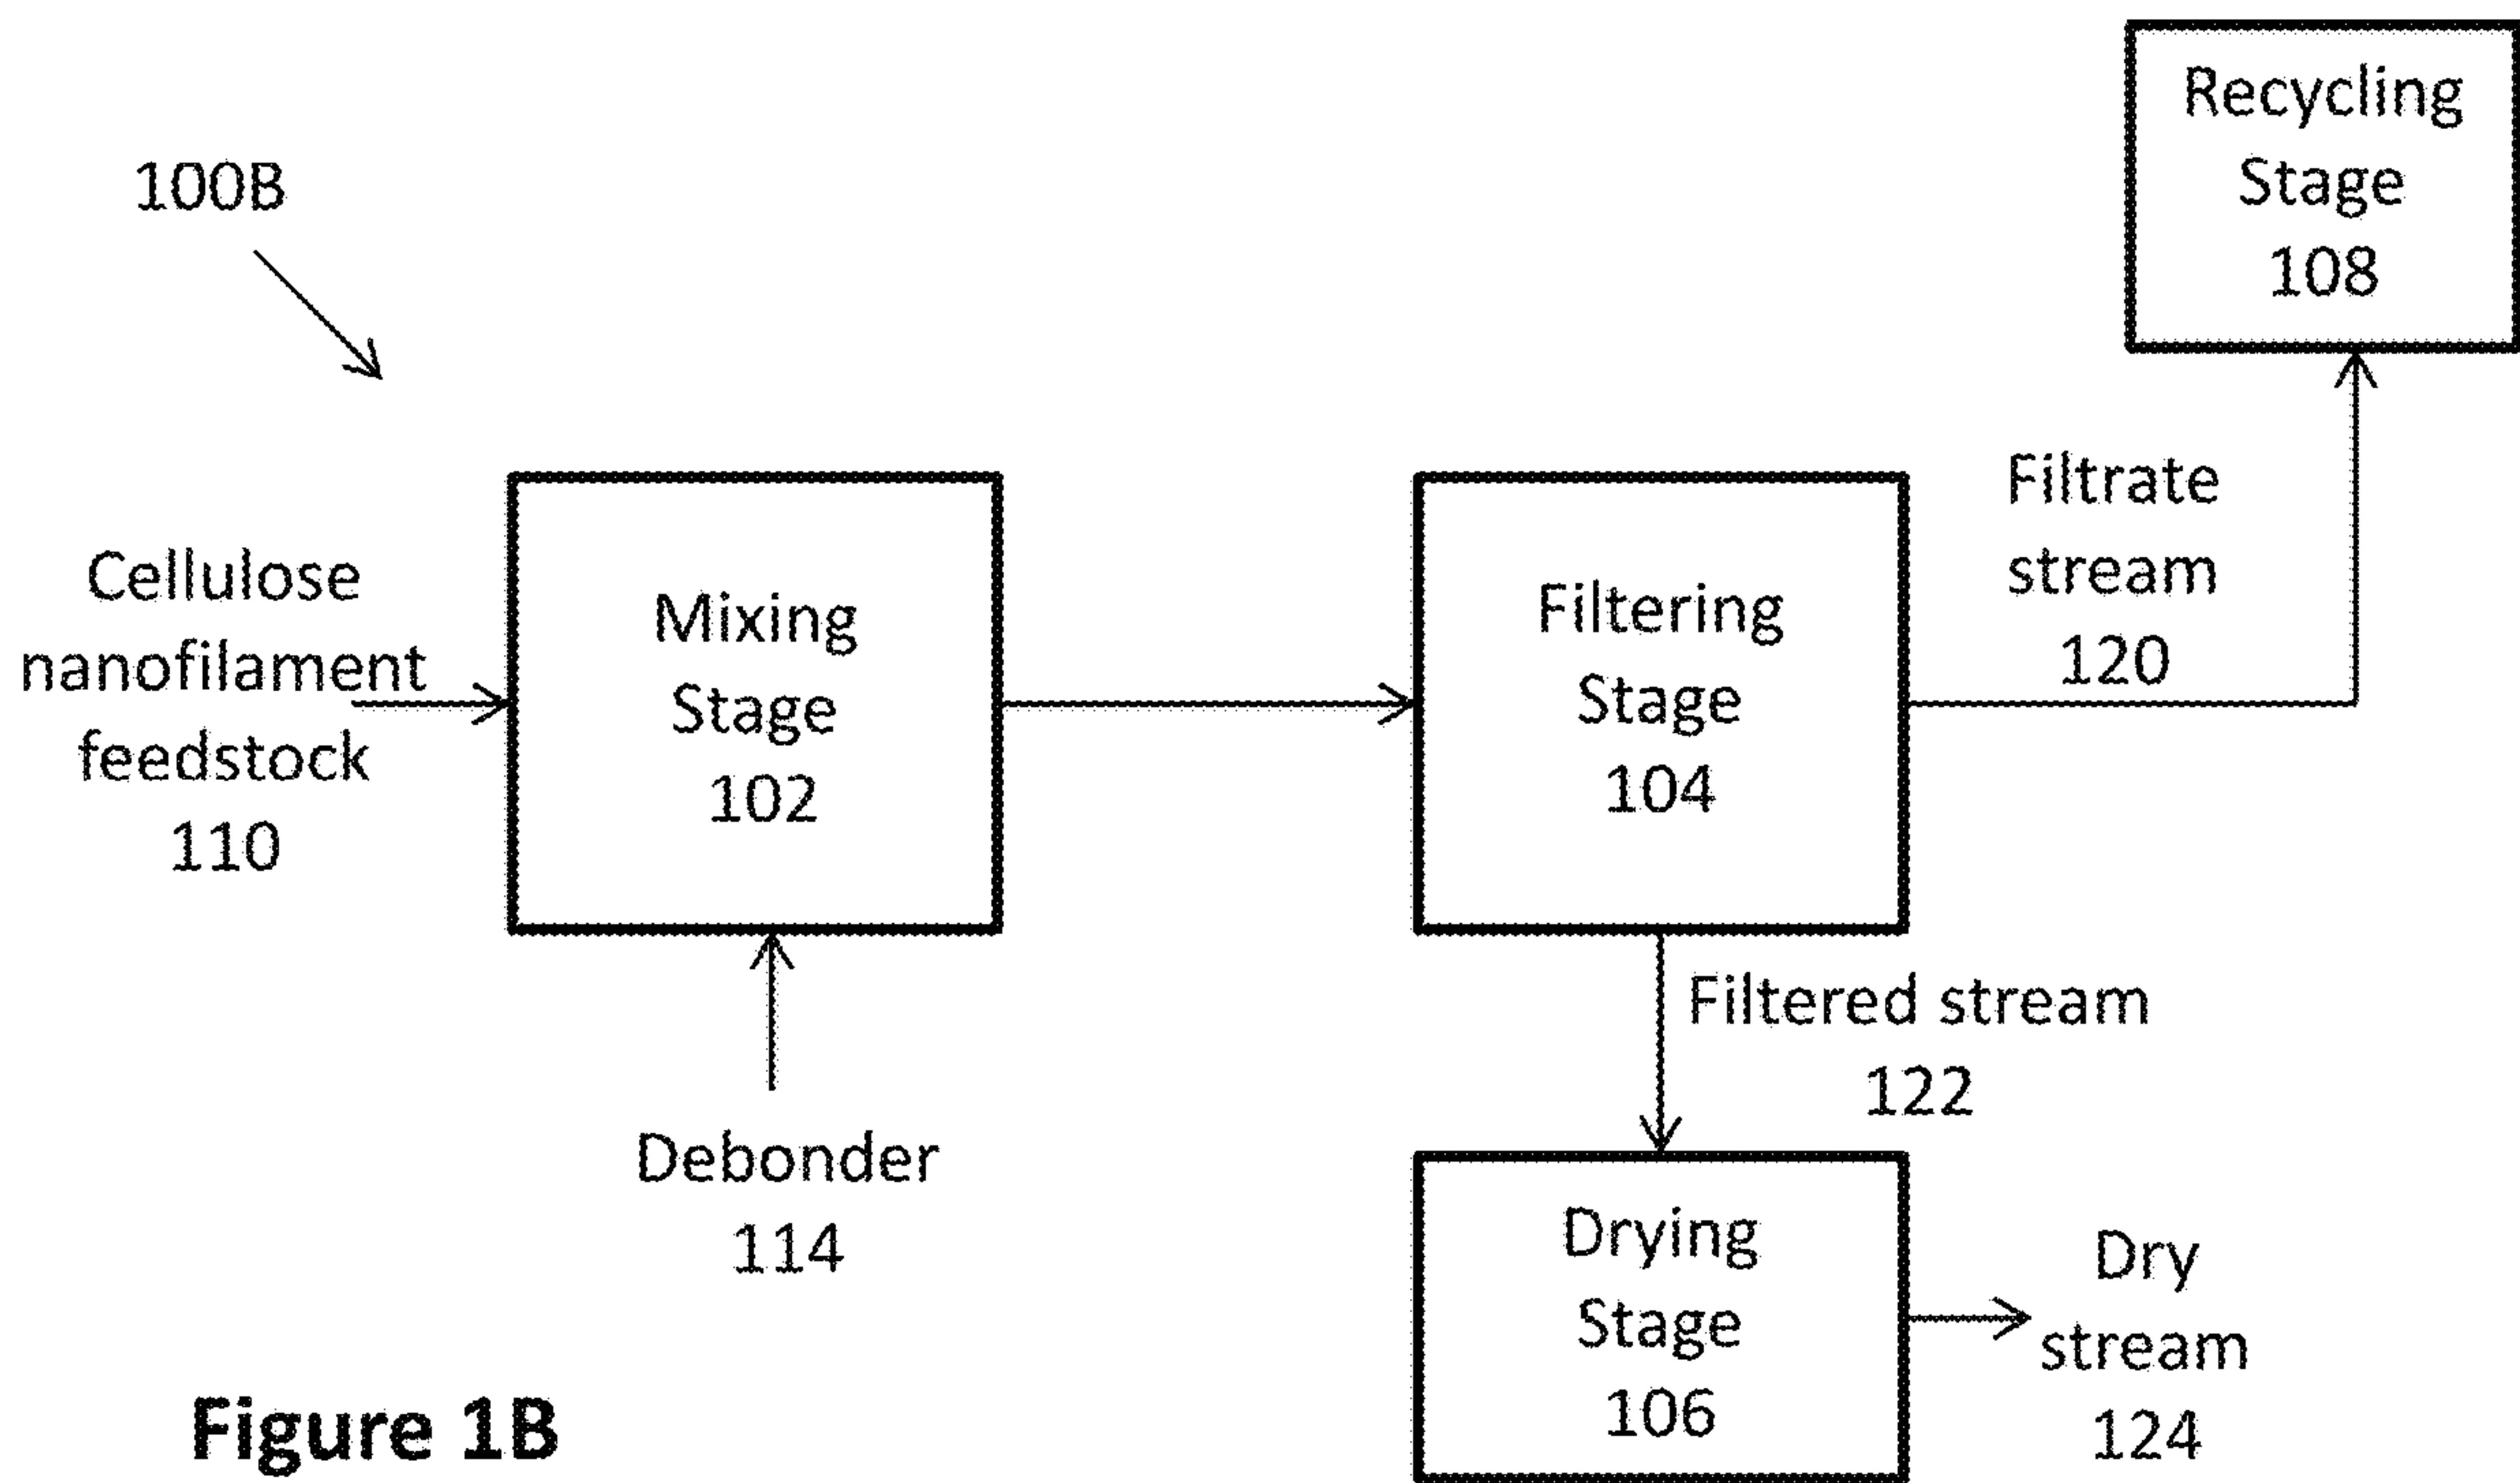 Recycling
Stage
108
100B
Filtrate
stream
120
Cellulose
nanofilament
feedstock
110
Mixing
Stage
102
Filtering
Stage
104
Filtered stream
122
Debonder
114
Drying
Stage
106
Dry
stream
124
Figure 1B